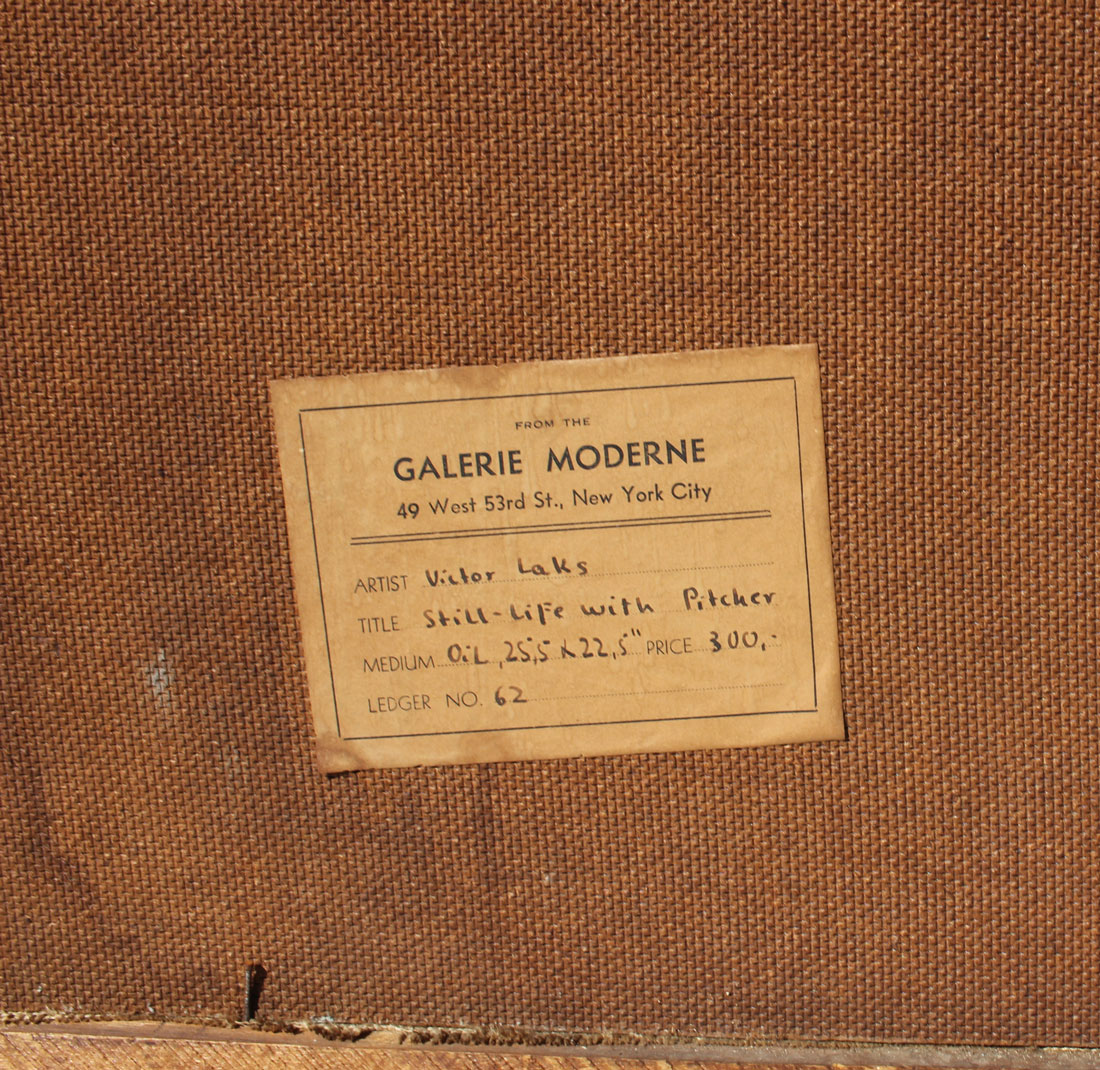 FROM THE
GALERIE MODERNE
49 West 53rd St., New York City
ARTIST Victor Laks
TITLE Still-Life with Pitcher
MEDIUM Oil, 25,5 x 22,5" PRICE 300,-
LEDGER NO. 62